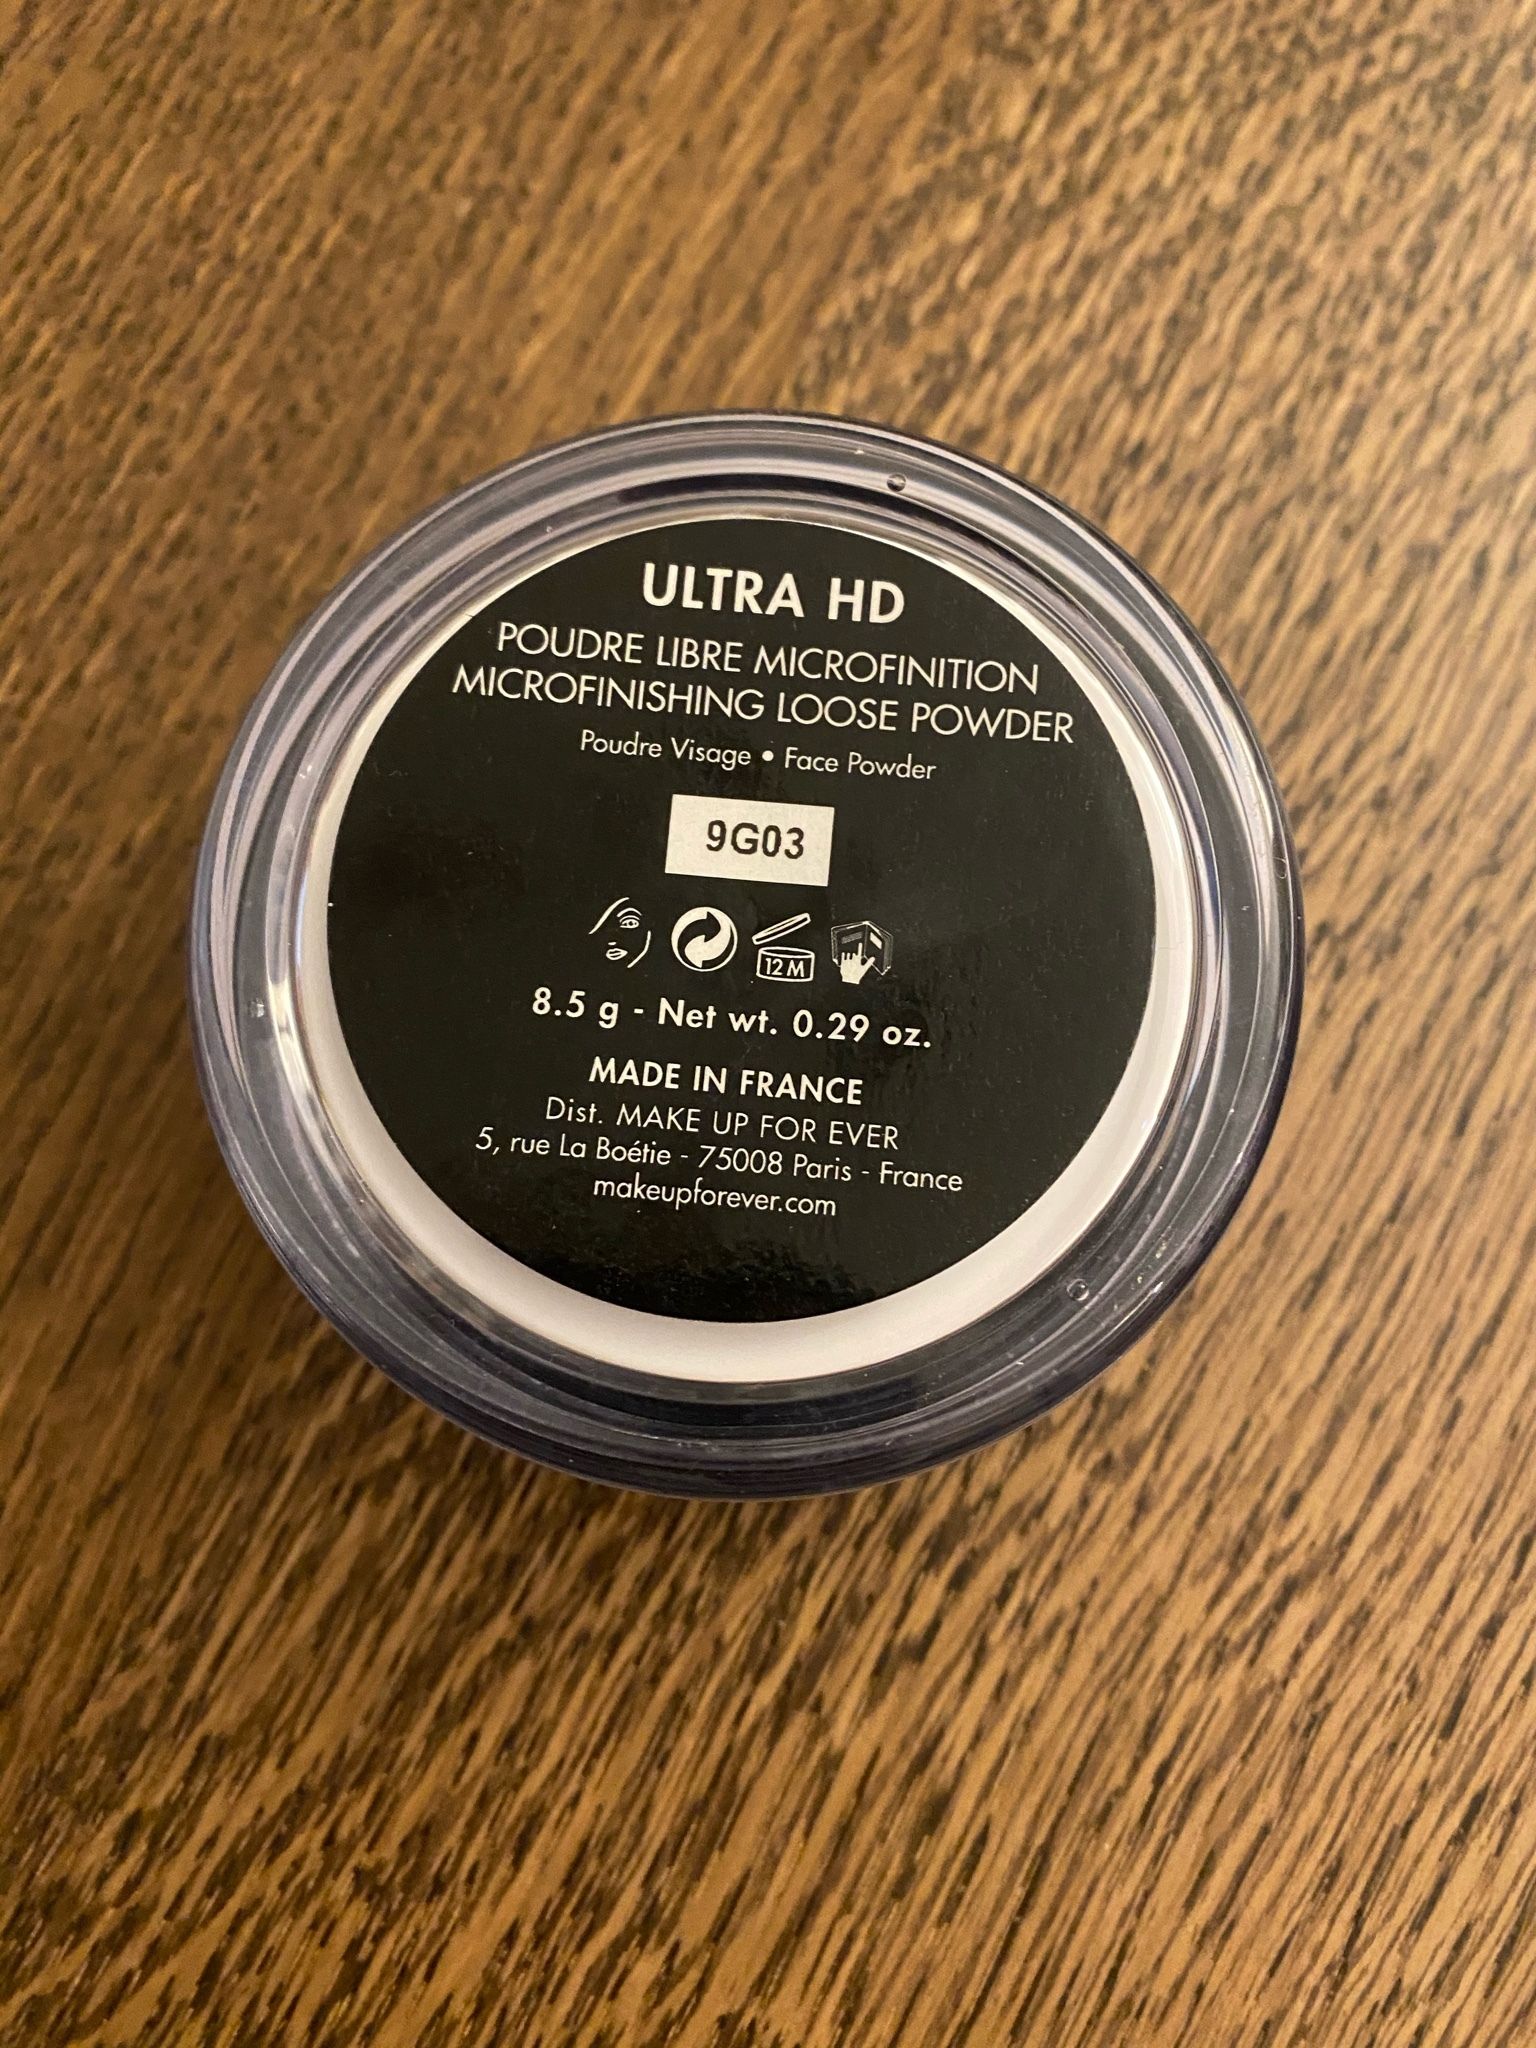 ULTRA HD
POUDRE LIBRE MICROFINITION
MICROFINISHING LOOSE POWDER
Poudre Visage • Face Powder
9G03
12 M
8.5 g - Net wt. 0.29 oz.
MADE IN FRANCE
Dist. MAKE UP FOR EVER
5, rue La Boétie - 75008 Paris - France
makeupforever.com